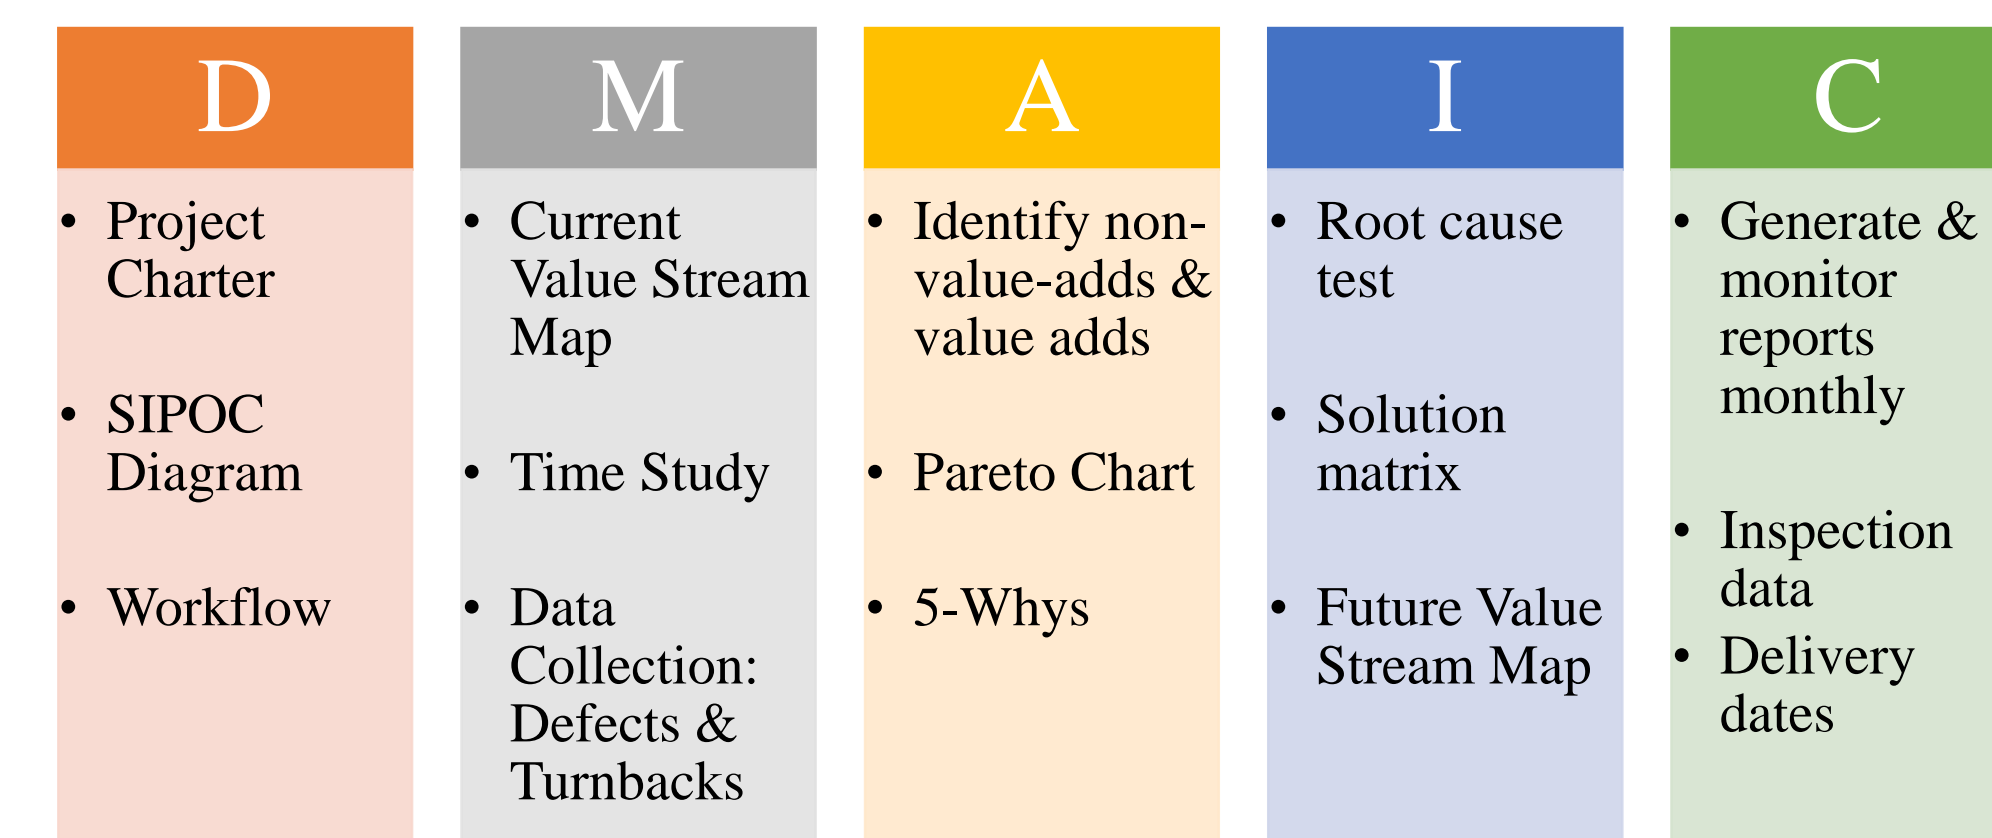 D
• Project
Charter
• SIPOC
Diagram
• Workflow
M
• Current
Value Stream
Map
• Time Study
• Data
Collection:
Defects &
Turnbacks
A
• Identify non-
value-adds &
value adds
• Pareto Chart
• 5-Whys
I
• Root cause
test
• Solution
matrix
• Future Value
Stream Map
C
• Generate &
monitor
reports
monthly
• Inspection
data
• Delivery
dates